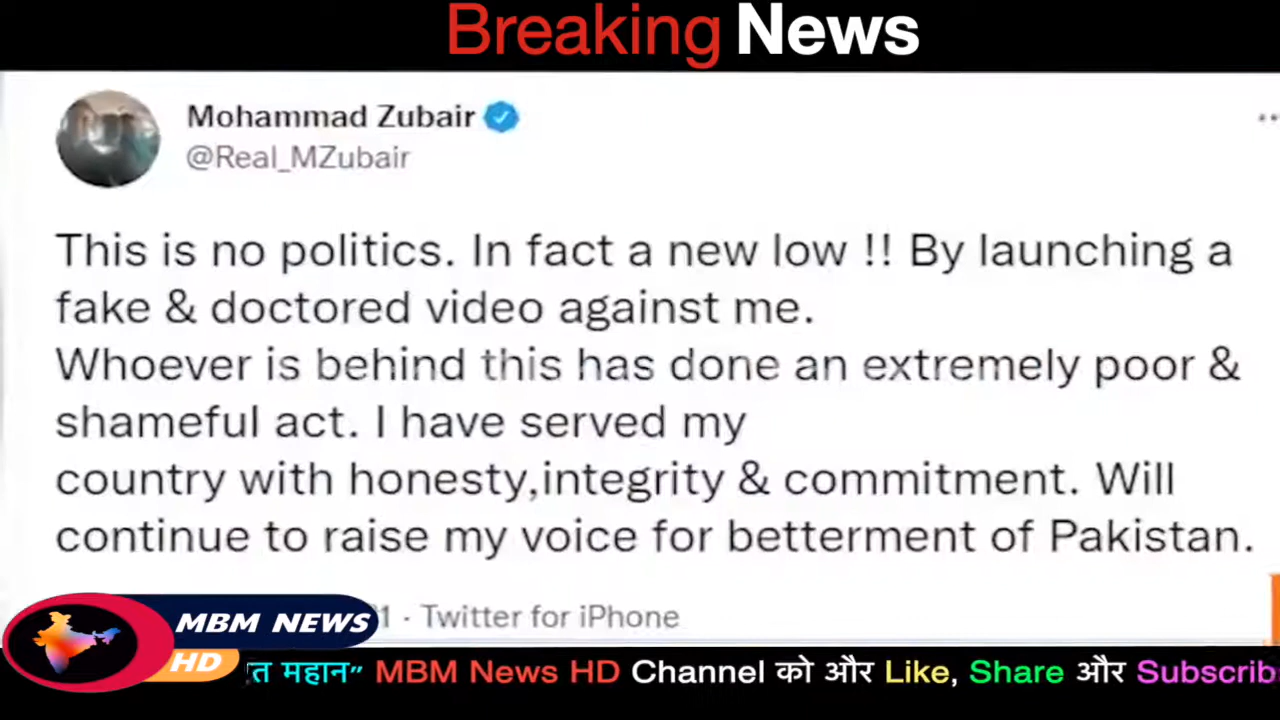 Breaking News
Mohammad Zubair
@Real_MZubair
This is no politics. In fact a new low !! By launching a
fake & doctored video against me.
Whoever is behind this has done an extremely poor &
shameful act. I have served my
country with honesty,integrity & commitment. Will
continue to raise my voice for betterment of Pakistan.
1 · Twitter for iPhone
MBM NEWS
HD
महान” MBM News HD Channel को और Like, Share और Subscrib